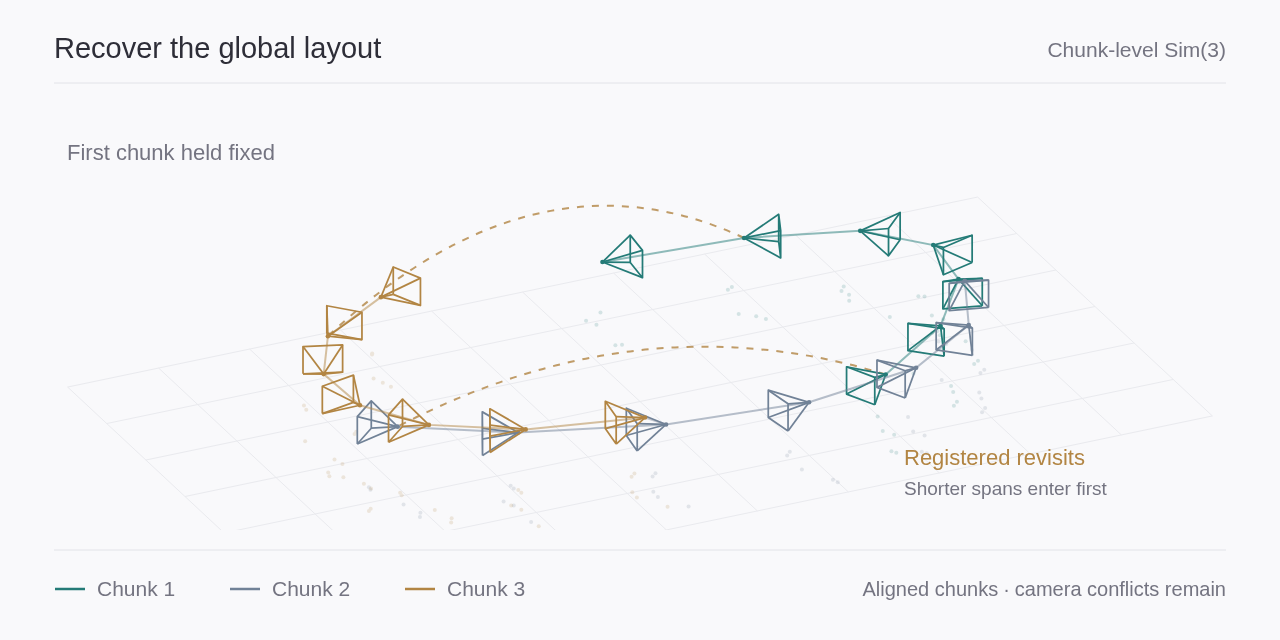 Recover the global layout
Chunk-level Sim(3)
First chunk held fixed
Registered revisits
Shorter spans enter first
Chunk 1
Chunk 2
Chunk 3
Aligned chunks · camera conflicts remain